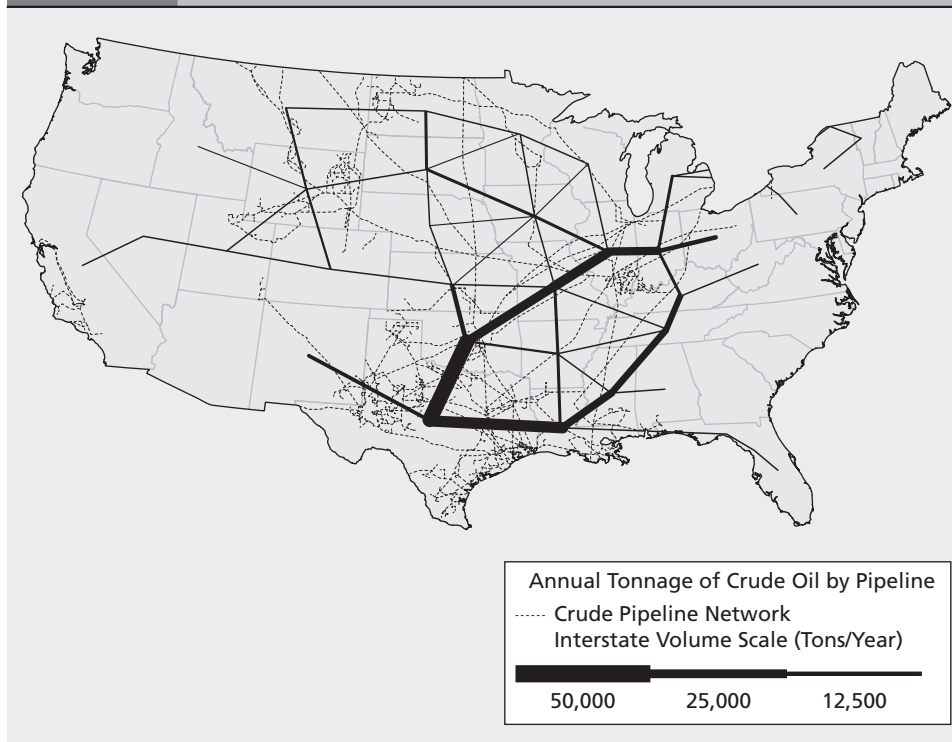 Annual Tonnage of Crude Oil by Pipeline
Crude Pipeline Network
Interstate Volume Scale (Tons/Year)
50,000 25,000 12,500